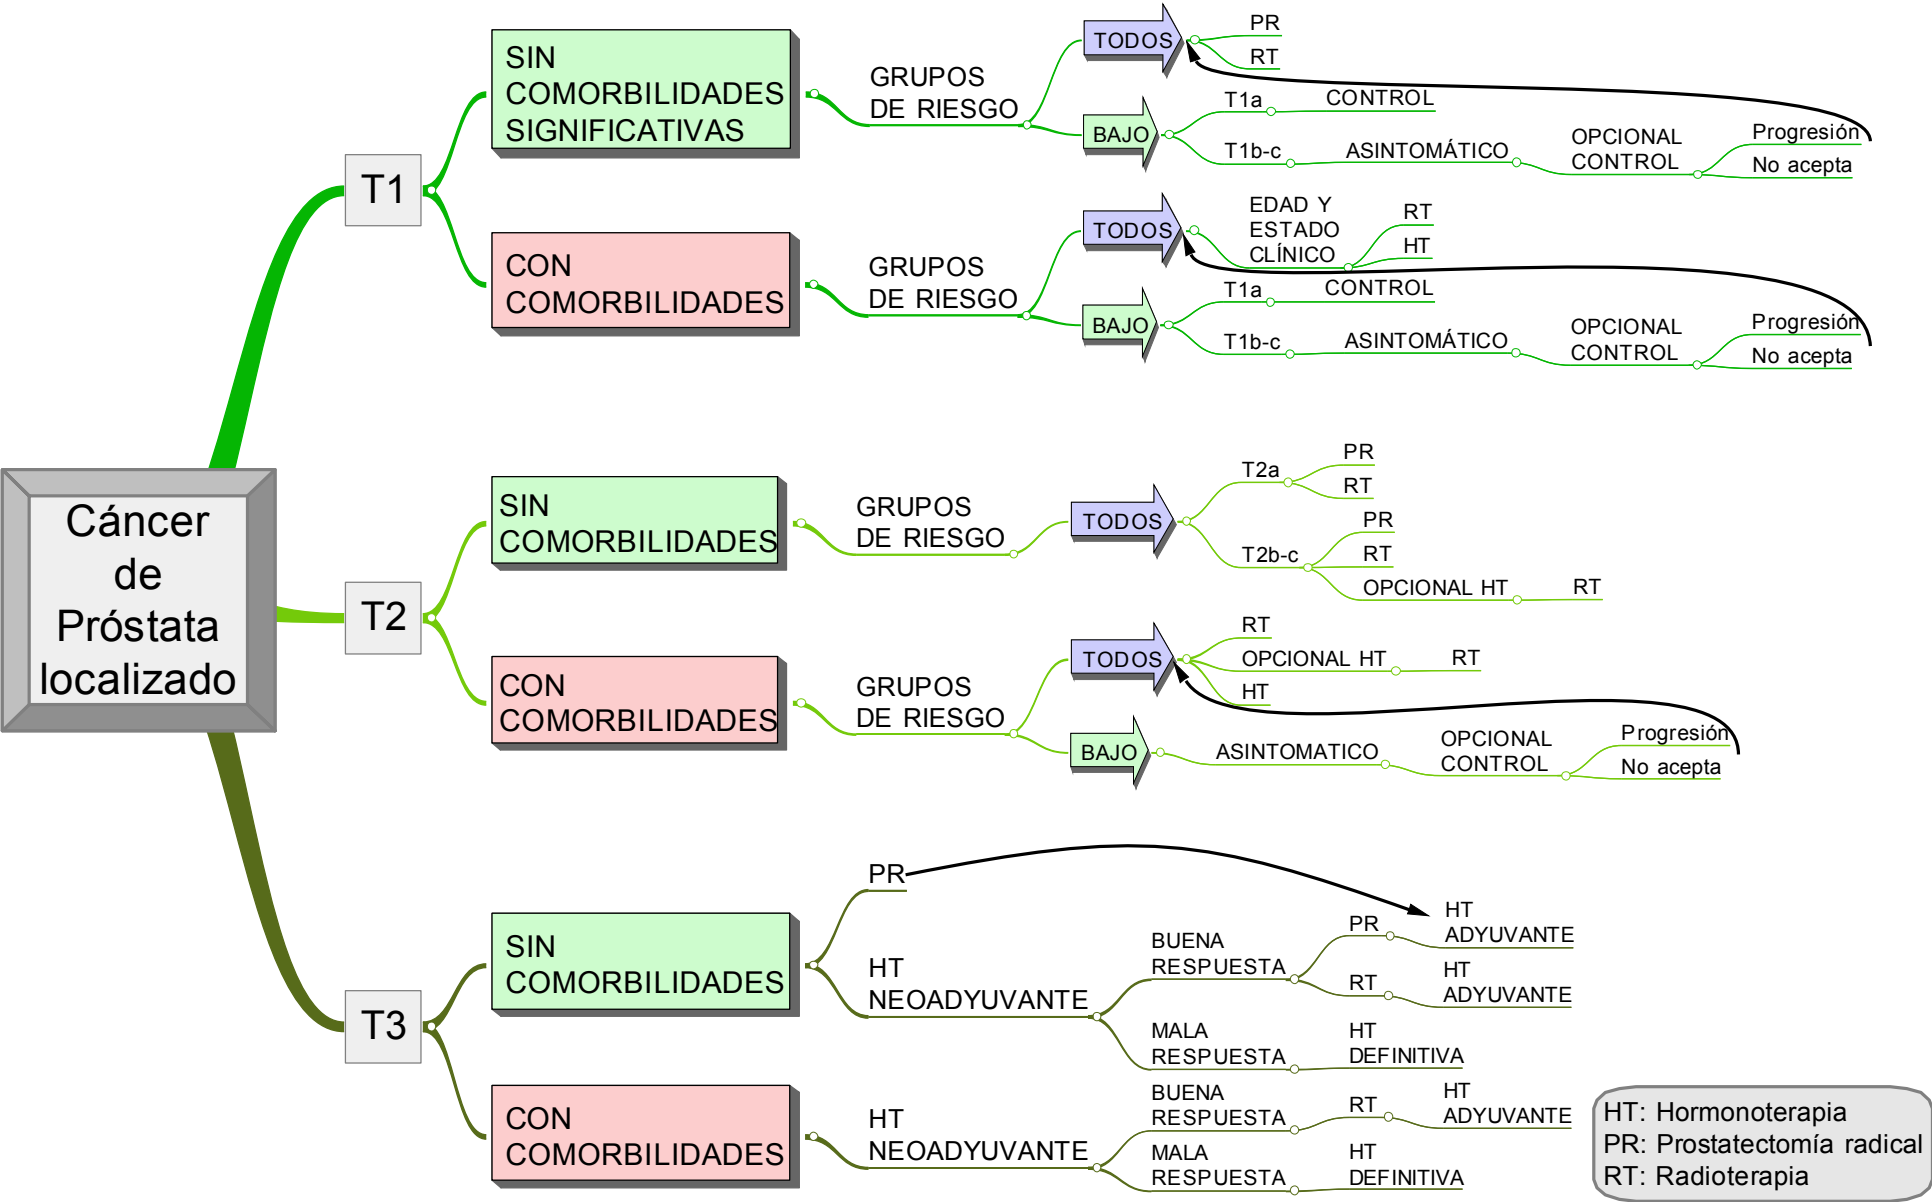 Cáncer
de
Próstata
localizado
T1
SIN
COMORBILIDADES
SIGNIFICATIVAS
GRUPOS
DE RIESGO
TODOS
PR
RT
BAJO
T1a
CONTROL
T1b-c
ASINTOMÁTICO
OPCIONAL
CONTROL
Progresión
No acepta
CON
COMORBILIDADES
GRUPOS
DE RIESGO
TODOS
EDAD Y
ESTADO
CLÍNICO
RT
HT
BAJO
T1a
CONTROL
T1b-c
ASINTOMÁTICO
OPCIONAL
CONTROL
Progresión
No acepta
T2
SIN
COMORBILIDADES
GRUPOS
DE RIESGO
TODOS
T2a
PR
RT
T2b-c
PR
RT
OPCIONAL HT
RT
CON
COMORBILIDADES
GRUPOS
DE RIESGO
TODOS
RT
OPCIONAL HT
RT
HT
BAJO
ASINTOMATICO
OPCIONAL
CONTROL
Progresión
No acepta
T3
SIN
COMORBILIDADES
PR
HT
NEOADYUVANTE
BUENA
RESPUESTA
PR
HT
ADYUVANTE
RT
HT
ADYUVANTE
MALA
RESPUESTA
HT
DEFINITIVA
CON
COMORBILIDADES
HT
NEOADYUVANTE
BUENA
RESPUESTA
RT
HT
ADYUVANTE
MALA
RESPUESTA
HT
DEFINITIVA
HT: Hormonoterapia
PR: Prostatectomía radical
RT: Radioterapia